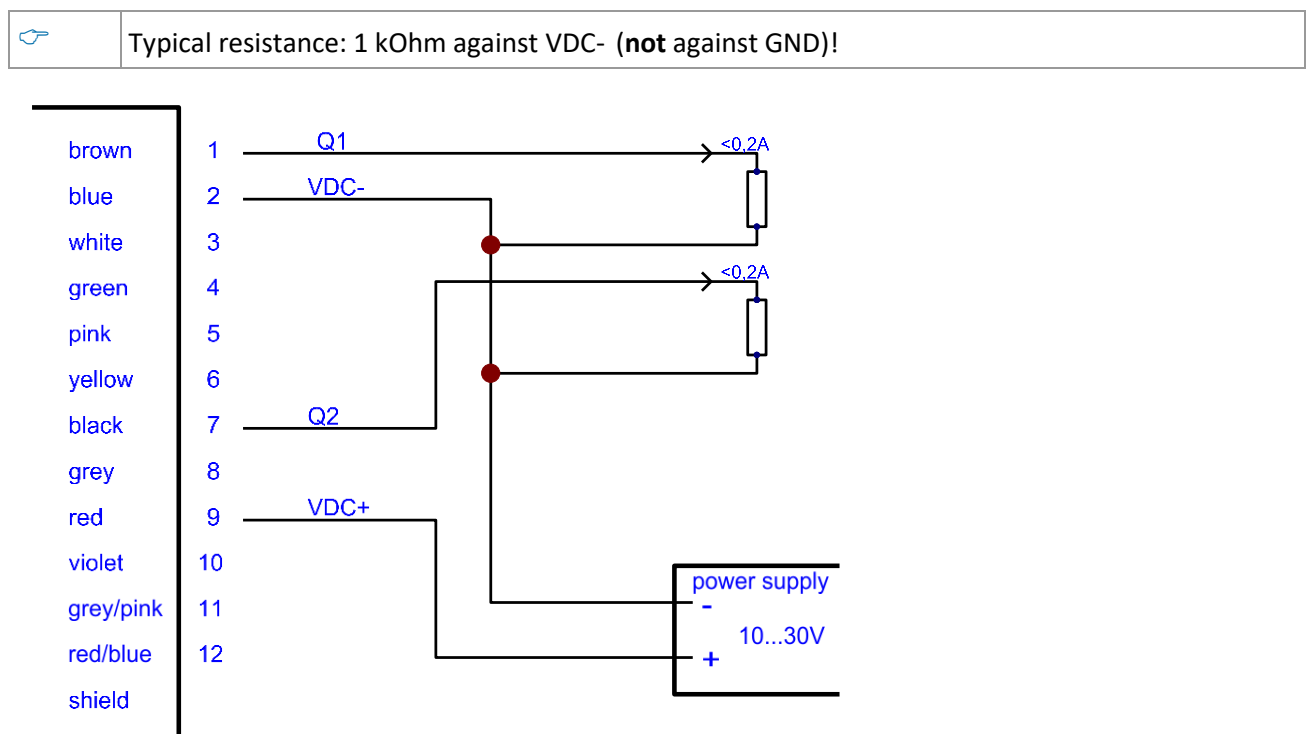 Typical resistance: 1 kOhm against VDC- (not against GND)!
brown 1 Q1 <0,2A
blue 2 VDC-
white 3
green 4 <0,2A
pink 5
yellow 6
black 7 Q2
grey 8
red 9 VDC+
violet 10
power supply
grey/pink 11 -
10...30V
red/blue 12 +
shield